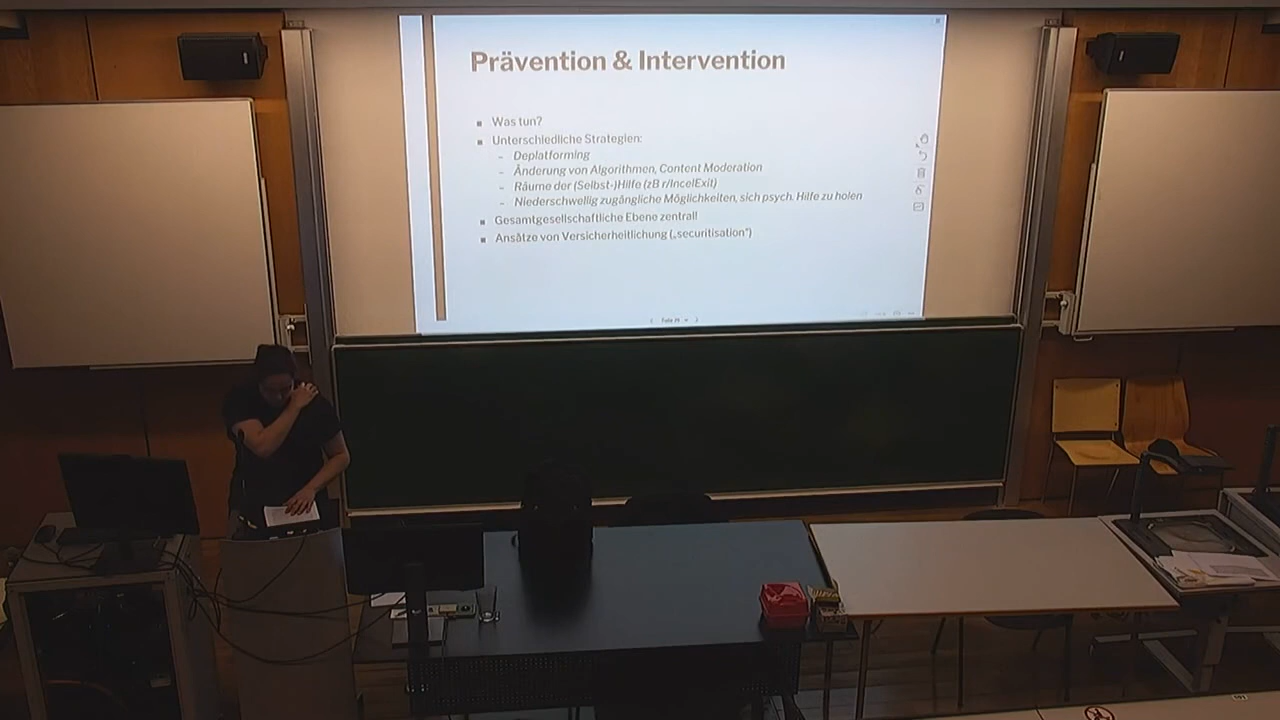 Prävention & Intervention
Was tun?
Unterschiedliche Strategien:
Deplatforming
Änderung von Algorithmen, Content Moderation
Räume der (Selbst-)Hilfe (zB r/IncelExit)
Niederschwellig zugängliche Möglichkeiten, sich psych. Hilfe zu holen
Gesamtgesellschaftliche Ebene zentral!
Ansätze von Versicherheitlichung („securitisation")